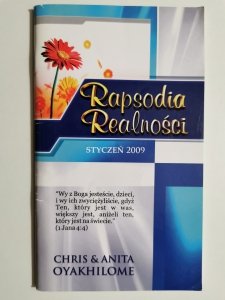 Rapsodia
Realności
STYCZEŃ 2009
"Wy z Boga jesteście, dzieci,
i wy ich zwyciężyliście, gdyż
Ten, który jest w was,
większy jest, aniżeli ten,
który jest na świecie."
(1 Jana 4:4)
CHRIS & ANITA
OYAKHILOME